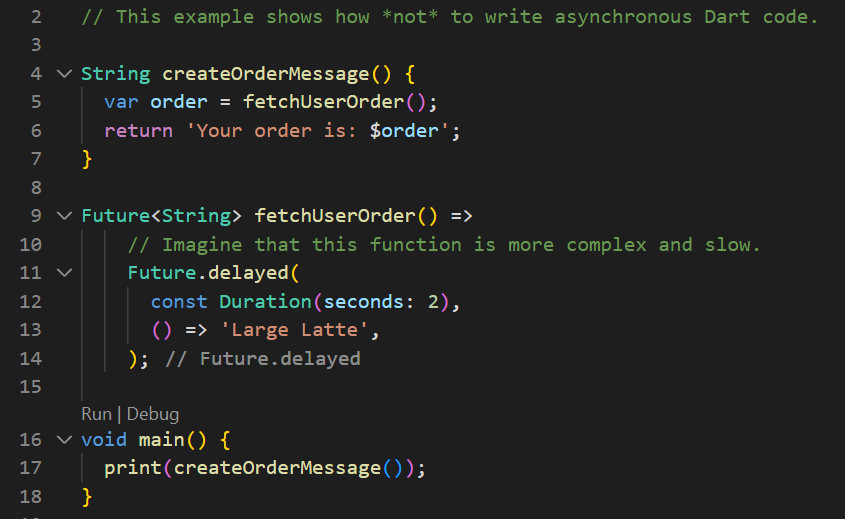 2 // This example shows how *not* to write asynchronous Dart code.
3
4 String createOrderMessage() {
5   var order = fetchUserOrder();
6   return 'Your order is: $order';
7 }
8
9 Future<String> fetchUserOrder() =>
10     // Imagine that this function is more complex and slow.
11     Future.delayed(
12       const Duration(seconds: 2),
13       () => 'Large Latte',
14     ); // Future.delayed
15
Run | Debug
16 void main() {
17   print(createOrderMessage());
18 }